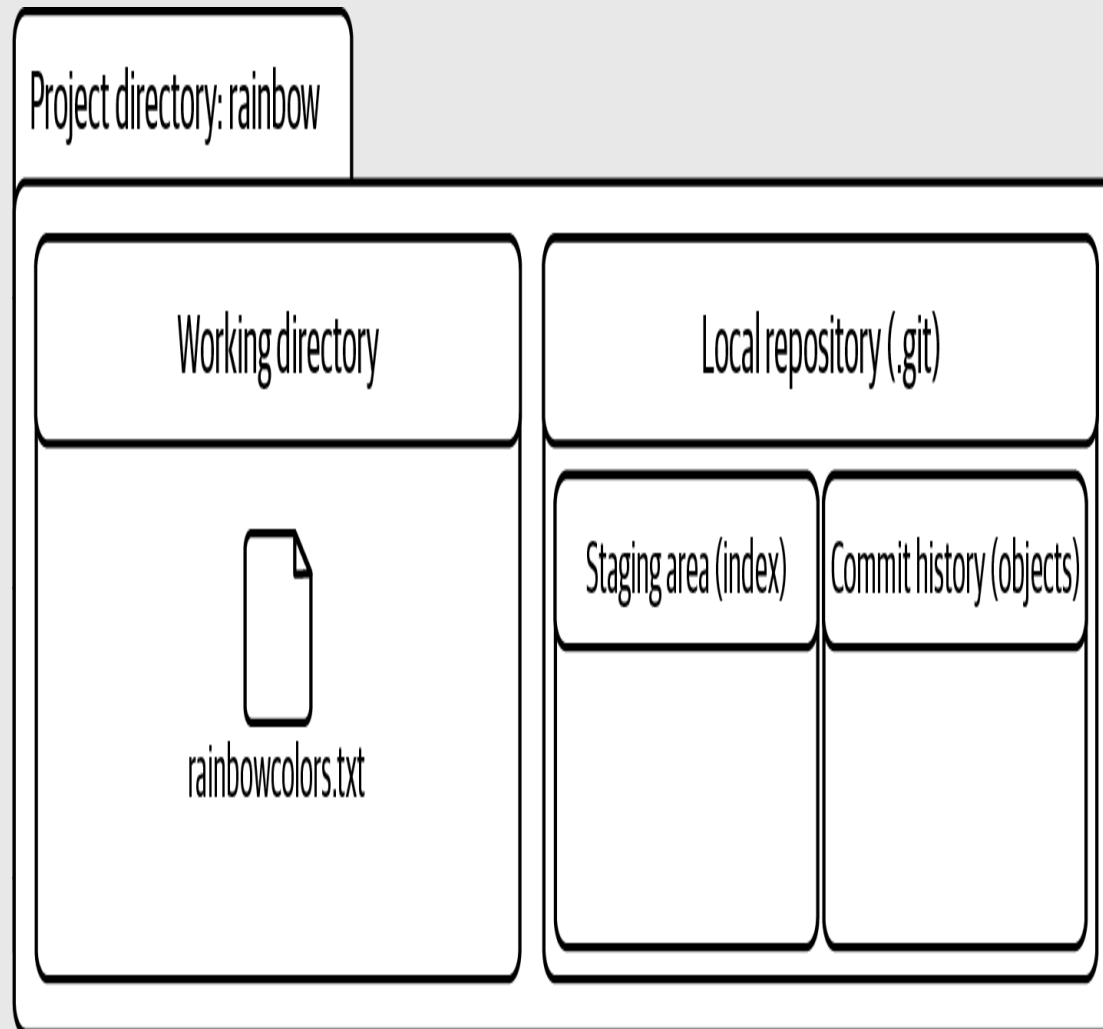 Project directory: rainbow
Working directory
Local repository (.git)
Staging area (index)
Commit history (objects)
rainbowcolors.txt